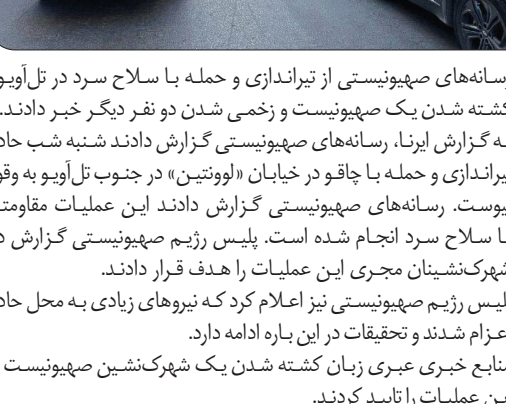 رسانه‌های صهیونیستی از تیراندازی و حمله با سلاح سرد در تل‌آویو
کشته شدن یک صهیونیست و زخمی شدن دو نفر دیگر خبر دادند.
به گزارش ایرنا، رسانه‌های صهیونیستی گزارش دادند شنبه شب
تیراندازی و حمله با چاقو در خیابان «لوونتین» در جنوب تل‌آویو به
پیوست. رسانه‌های صهیونیستی گزارش دادند این عملیات
با سلاح سرد انجام شده است. پلیس رژیم صهیونیستی گزارش
شهرک‌نشینان مجری این عملیات را هدف قرار دادند.
پلیس رژیم صهیونیستی نیز اعلام کرد که نیروهای زیادی به محل
اعزام شدند و تحقیقات در این باره ادامه دارد.
منابع خبری عبری زبان کشته شدن یک شهرک‌نشین صهیونیست
این عملیات را تایید کردند.